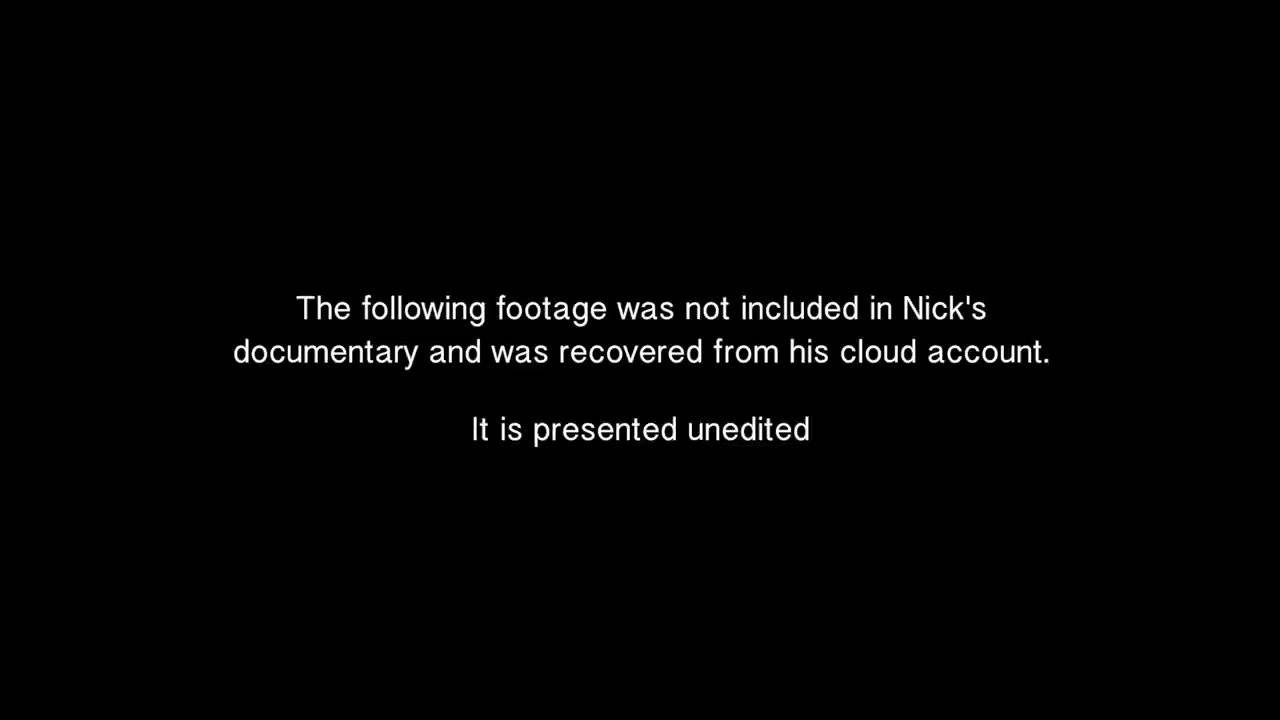 The following footage was not included in Nick's
documentary and was recovered from his cloud account.
It is presented unedited